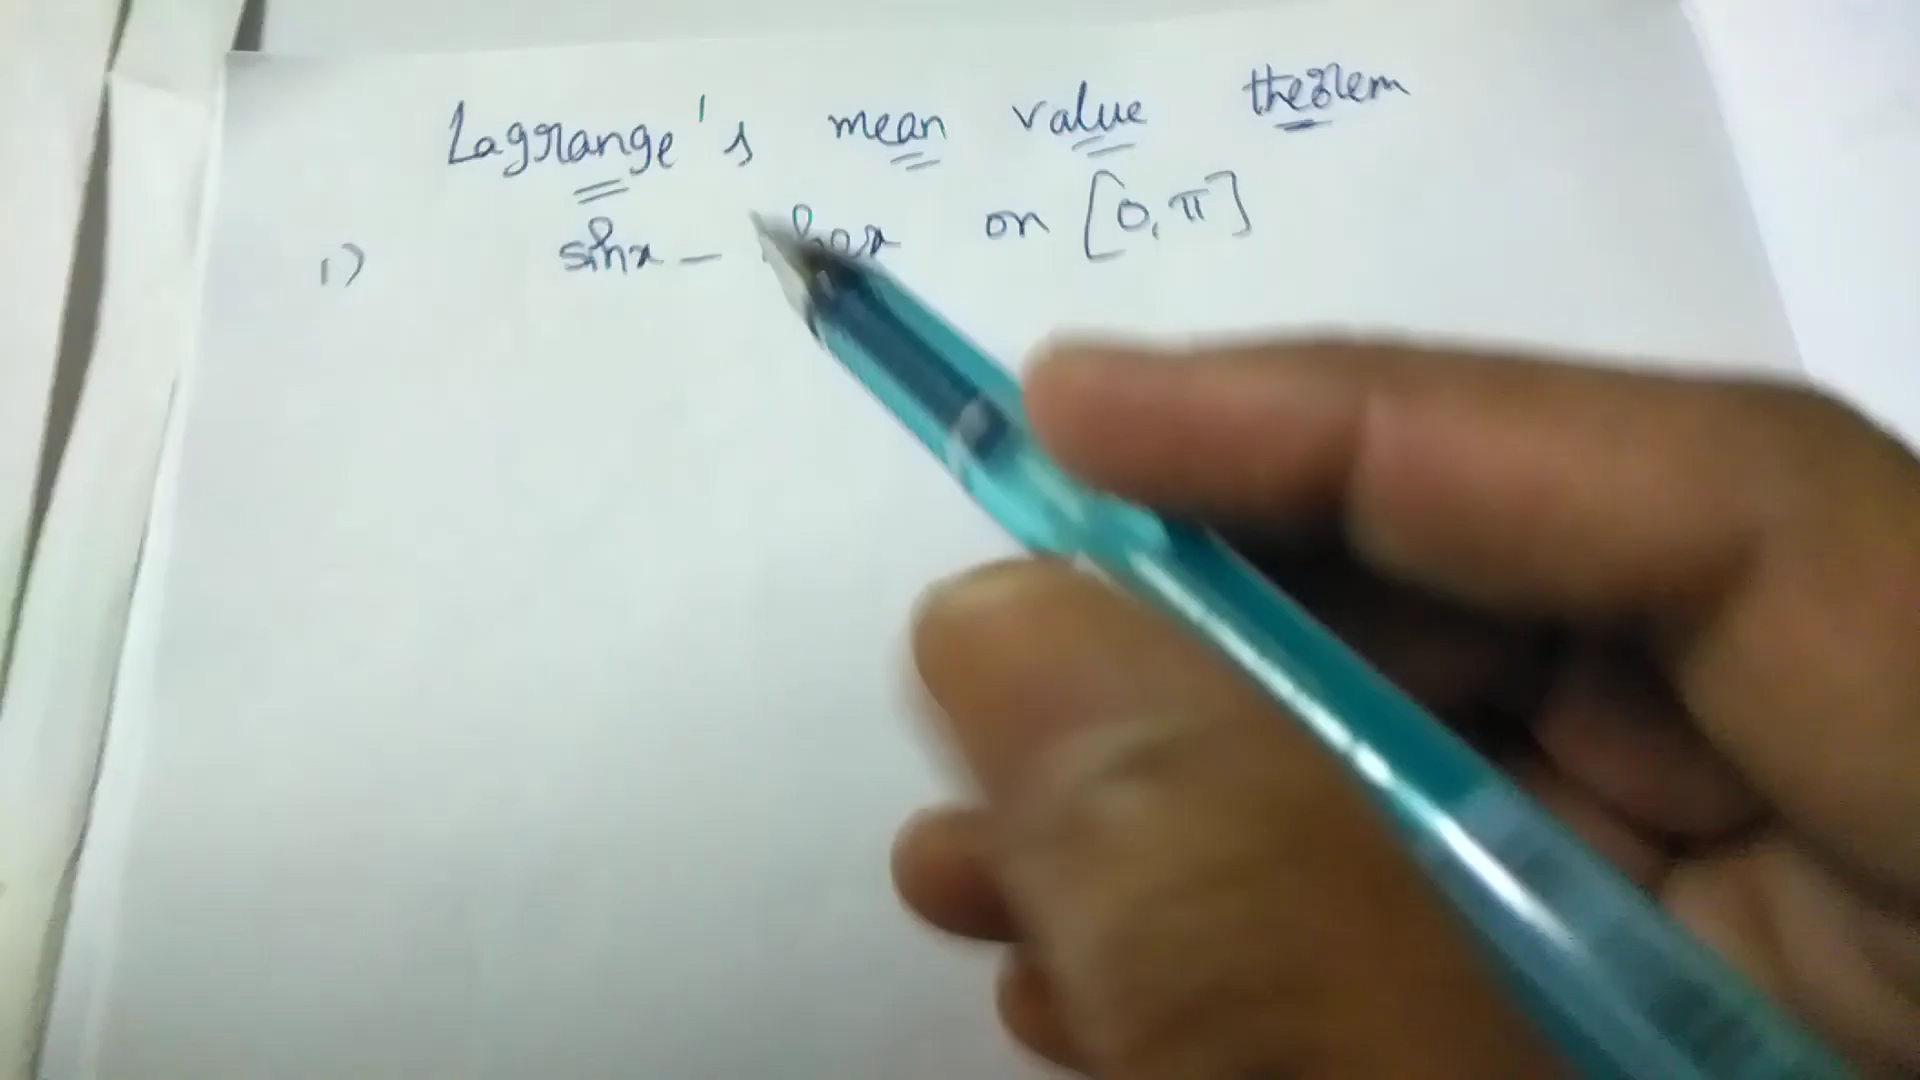 Lagrange's mean value theorem
1) sinx - on [0, π]